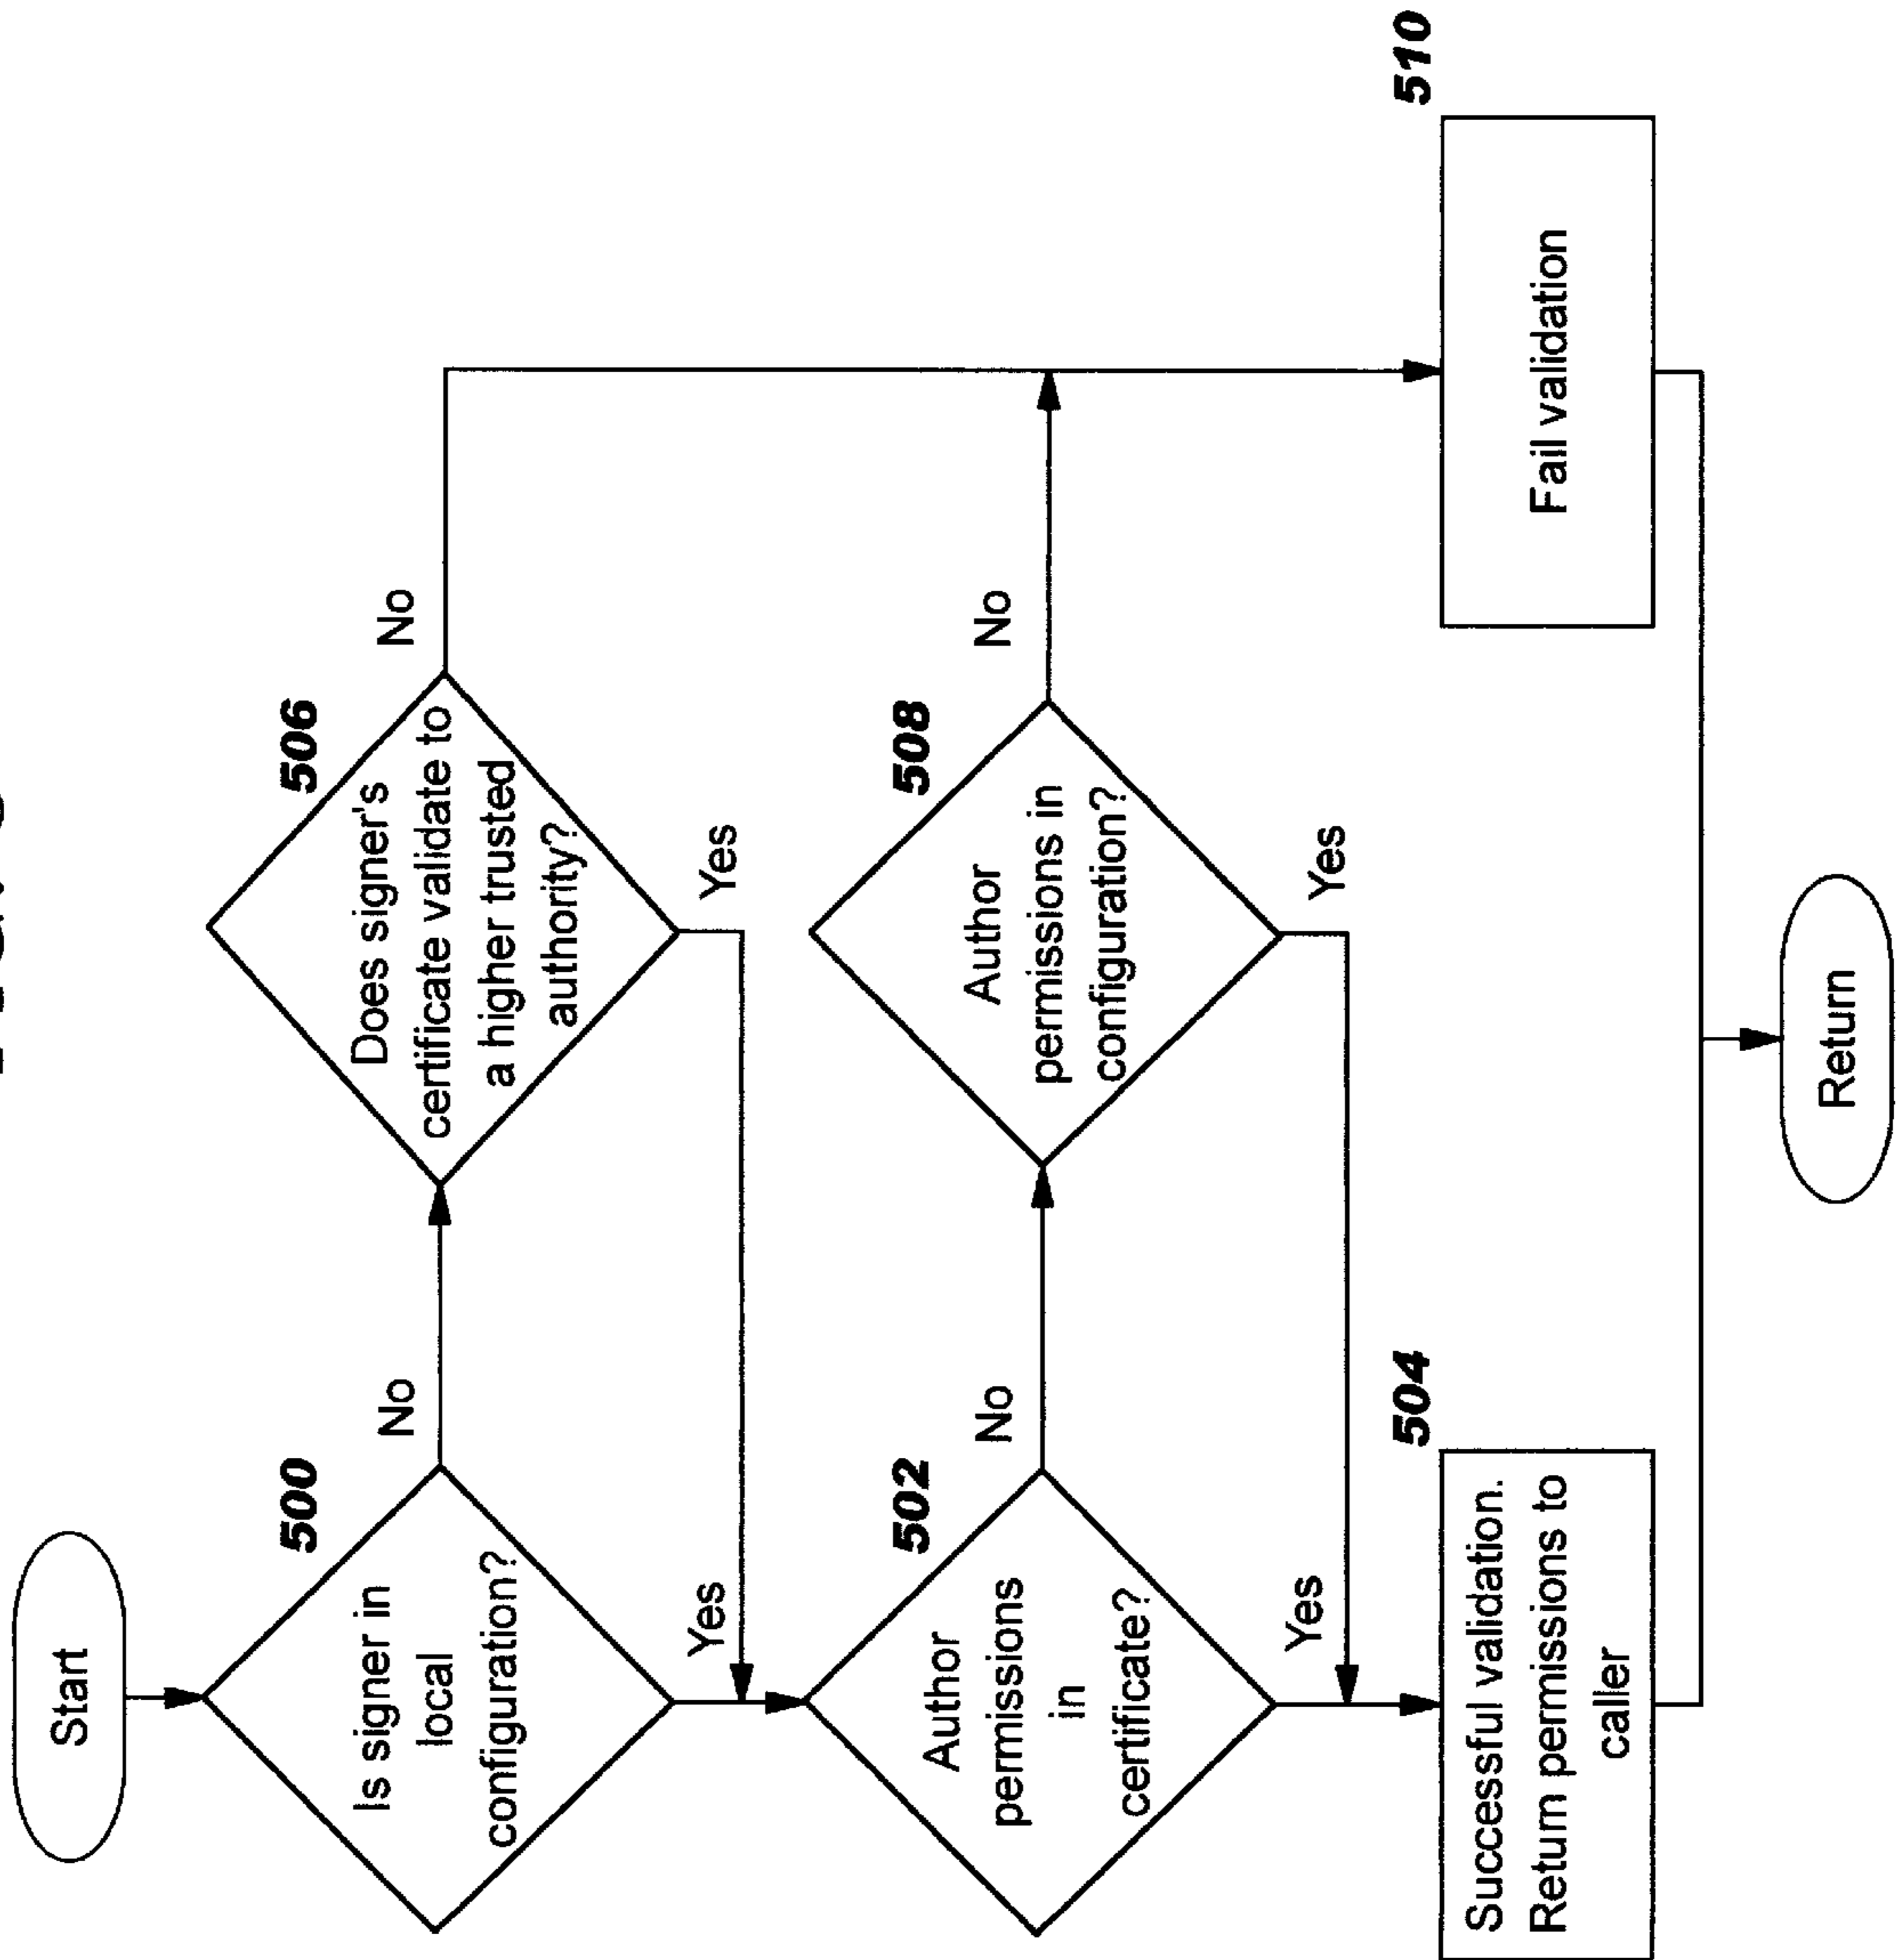 Start
500
Is signer in
local
configuration?
No
Yes
506
Does signer's
certificate validate to
a higher trusted
authority?
No
Yes
502
Author
permissions
in
certificate?
No
Yes
508
Author
permissions in
configuration?
No
Yes
504
Successful validation.
Return permissions to
caller
510
Fail validation
Return